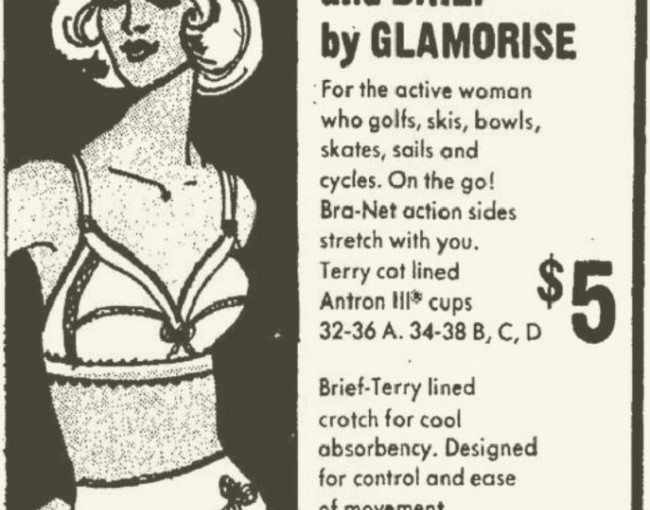 by GLAMORISE
For the active woman
who golfs, skis, bowls,
skates, sails and
cycles. On the go!
Bra-Net action sides
stretch with you.
Terry cot lined
Antron III® cups
32-36 A. 34-38 B, C, D
$5
Brief-Terry lined
crotch for cool
absorbency. Designed
for control and ease
of movement